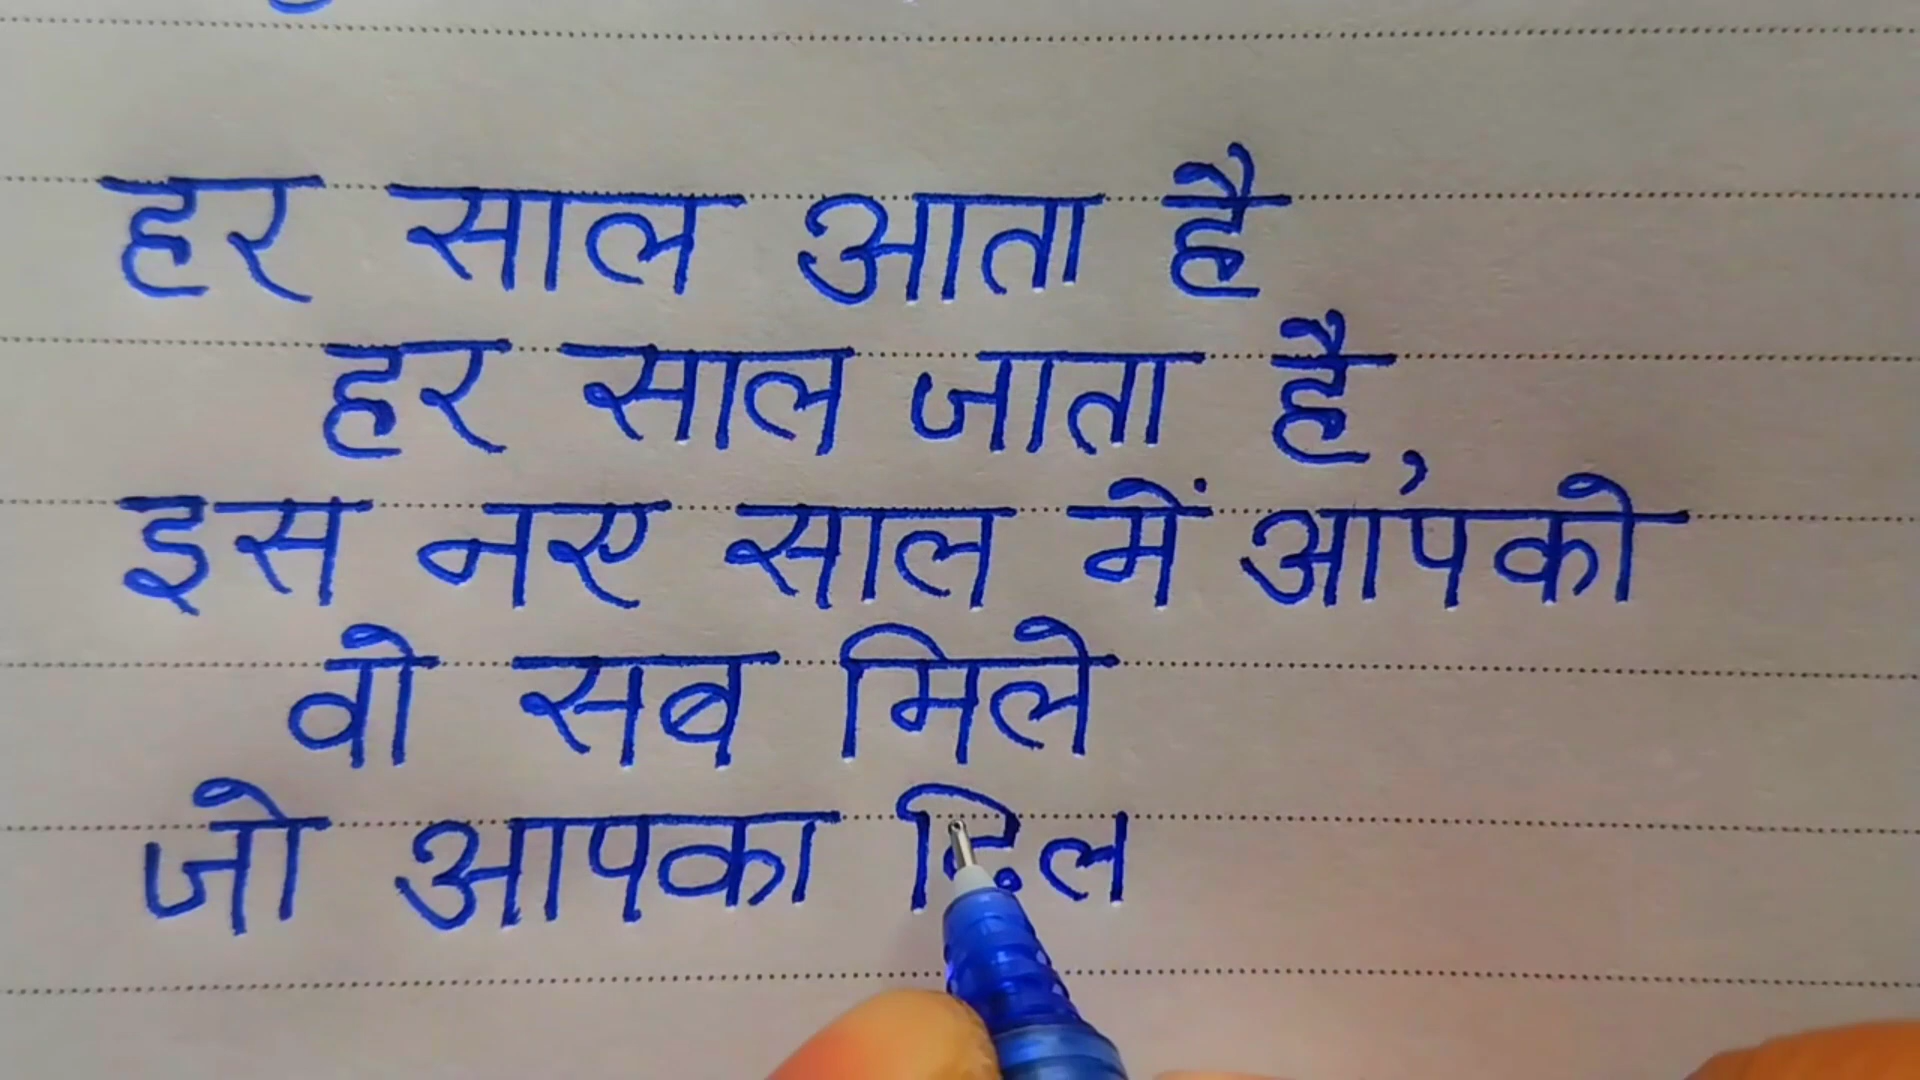 हर साल आता है
हर साल जाता है,
इस नए साल में आपको
वो सब मिले
जो आपका दिल